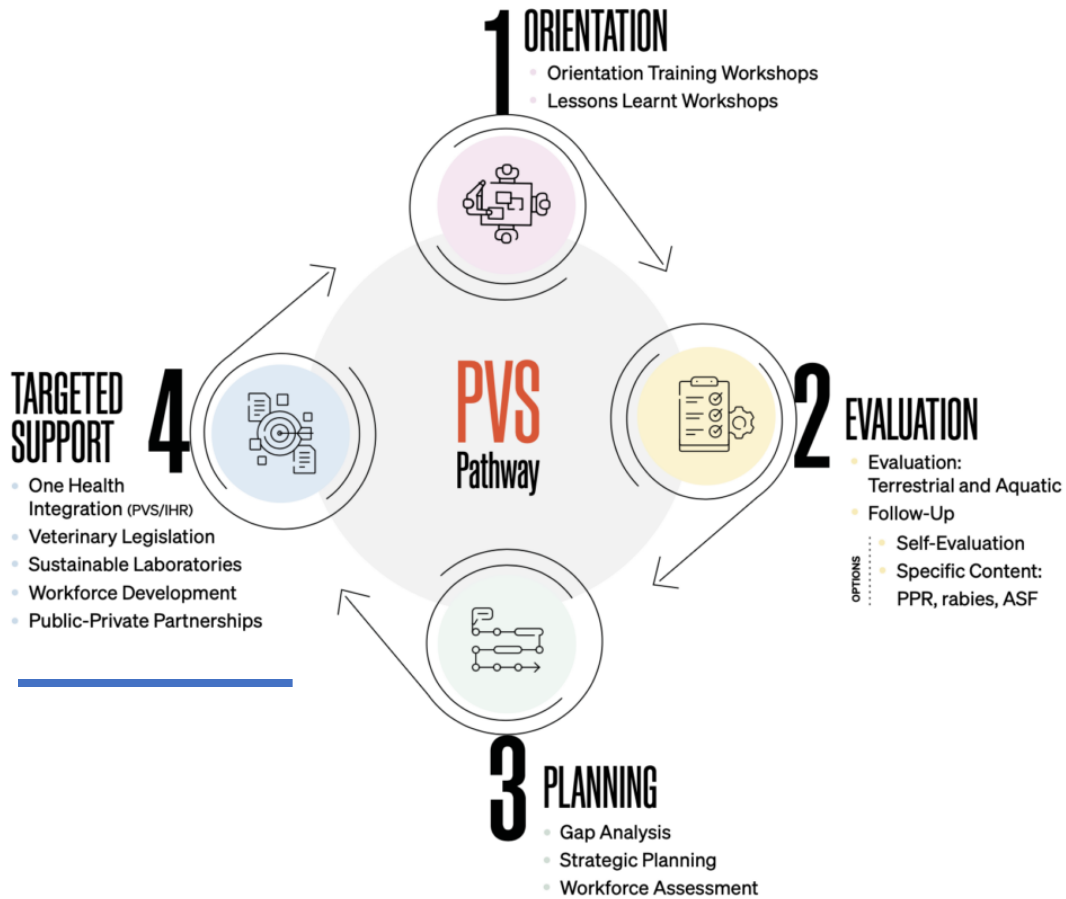 1 ORIENTATION
Orientation Training Workshops
Lessons Learnt Workshops
PVS
Pathway
2 EVALUATION
Evaluation:
Terrestrial and Aquatic
Follow-Up
OPTIONS
Self-Evaluation
Specific Content:
PPR, rabies, ASF
3 PLANNING
Gap Analysis
Strategic Planning
Workforce Assessment
TARGETED
SUPPORT 4
One Health
Integration (PVS/IHR)
Veterinary Legislation
Sustainable Laboratories
Workforce Development
Public-Private Partnerships